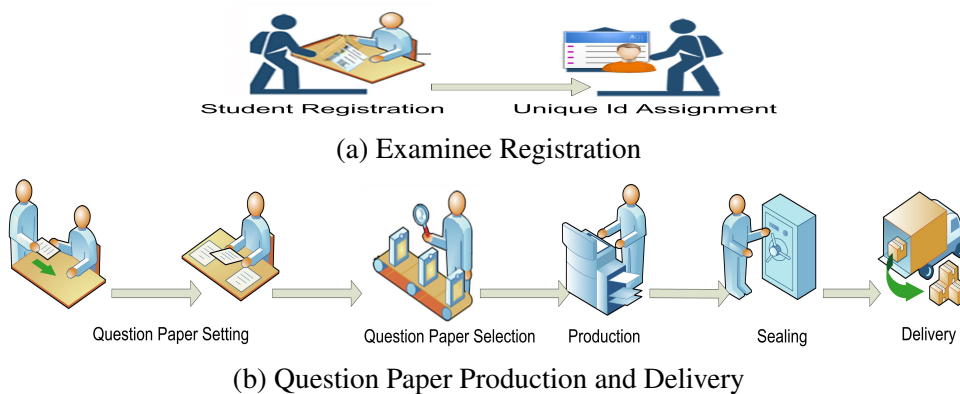 Student Registration Unique Id Assignment
(a) Examinee Registration
Question Paper Setting Question Paper Selection Production Sealing Delivery
(b) Question Paper Production and Delivery